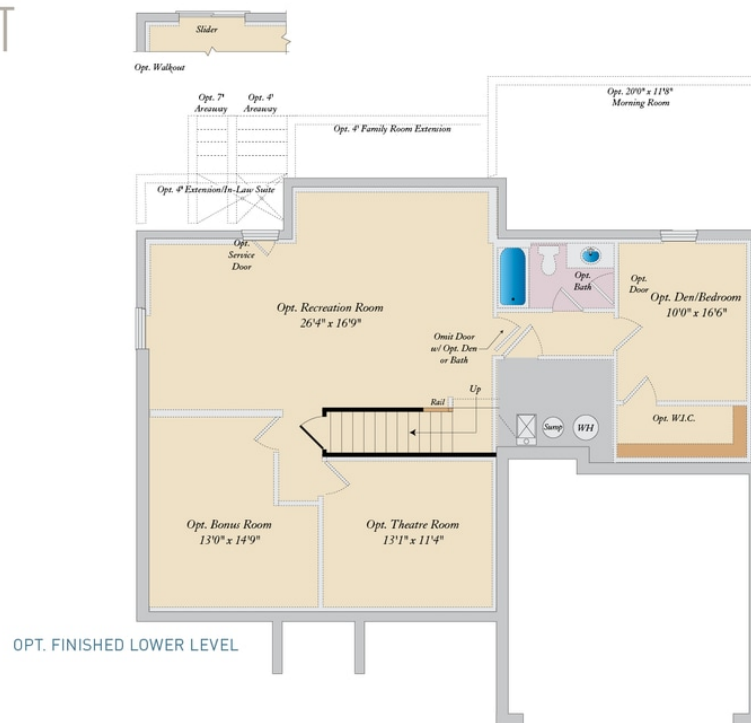 T
Slider
Opt. Walkout
Opt. 7'
Areaway
Opt. 4'
Areaway
Opt. 20'0" x 11'8"
Morning Room
Opt. 4' Family Room Extension
Opt. 4' Extension/In-Law Suite
Opt.
Service
Door
Opt.
Bath
Opt.
Door
Opt. Den/Bedroom
10'0" x 16'6"
Opt. Recreation Room
26'4" x 16'9"
Omit Door
w/ Opt. Den
or Bath
Up
Rail
Sump
WH
Opt. W.I.C.
Opt. Bonus Room
13'0" x 14'9"
Opt. Theatre Room
13'1" x 11'4"
OPT. FINISHED LOWER LEVEL